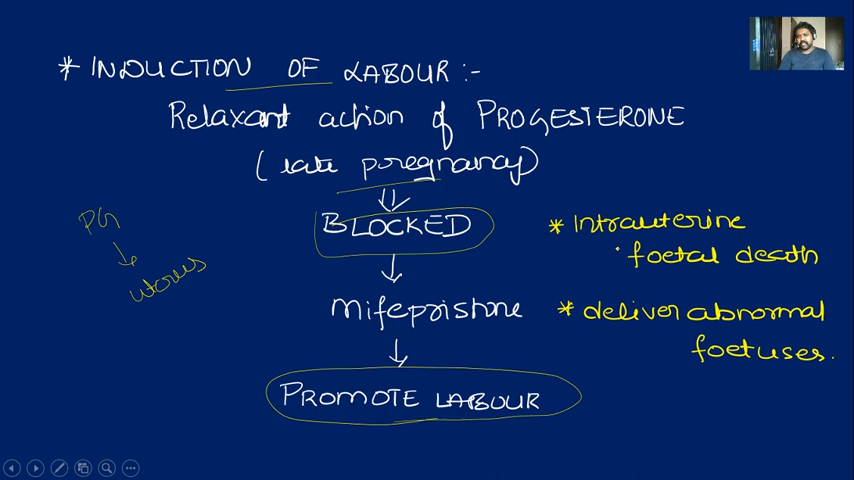 * INDUCTION OF LABOUR :-
Relaxant action of PROGESTERONE
(late pregnancy)
BLOCKED
Mifepristone
PROMOTE LABOUR
PG
uterus
* Intrauterine
foetal death
* deliver abnormal
foetuses.